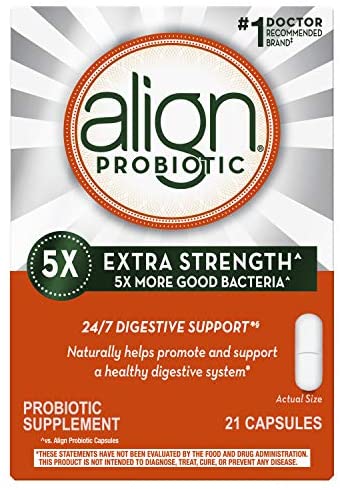 #1 DOCTOR
RECOMMENDED
BRAND‡
align®
PROBIOTIC
5X EXTRA STRENGTH^
5X MORE GOOD BACTERIA^
24/7 DIGESTIVE SUPPORT*§
Naturally helps promote and support
a healthy digestive system*
Actual Size
PROBIOTIC
SUPPLEMENT
21 CAPSULES
^vs. Align Probiotic Capsules
*THESE STATEMENTS HAVE NOT BEEN EVALUATED BY THE FOOD AND DRUG ADMINISTRATION.
THIS PRODUCT IS NOT INTENDED TO DIAGNOSE, TREAT, CURE, OR PREVENT ANY DISEASE.